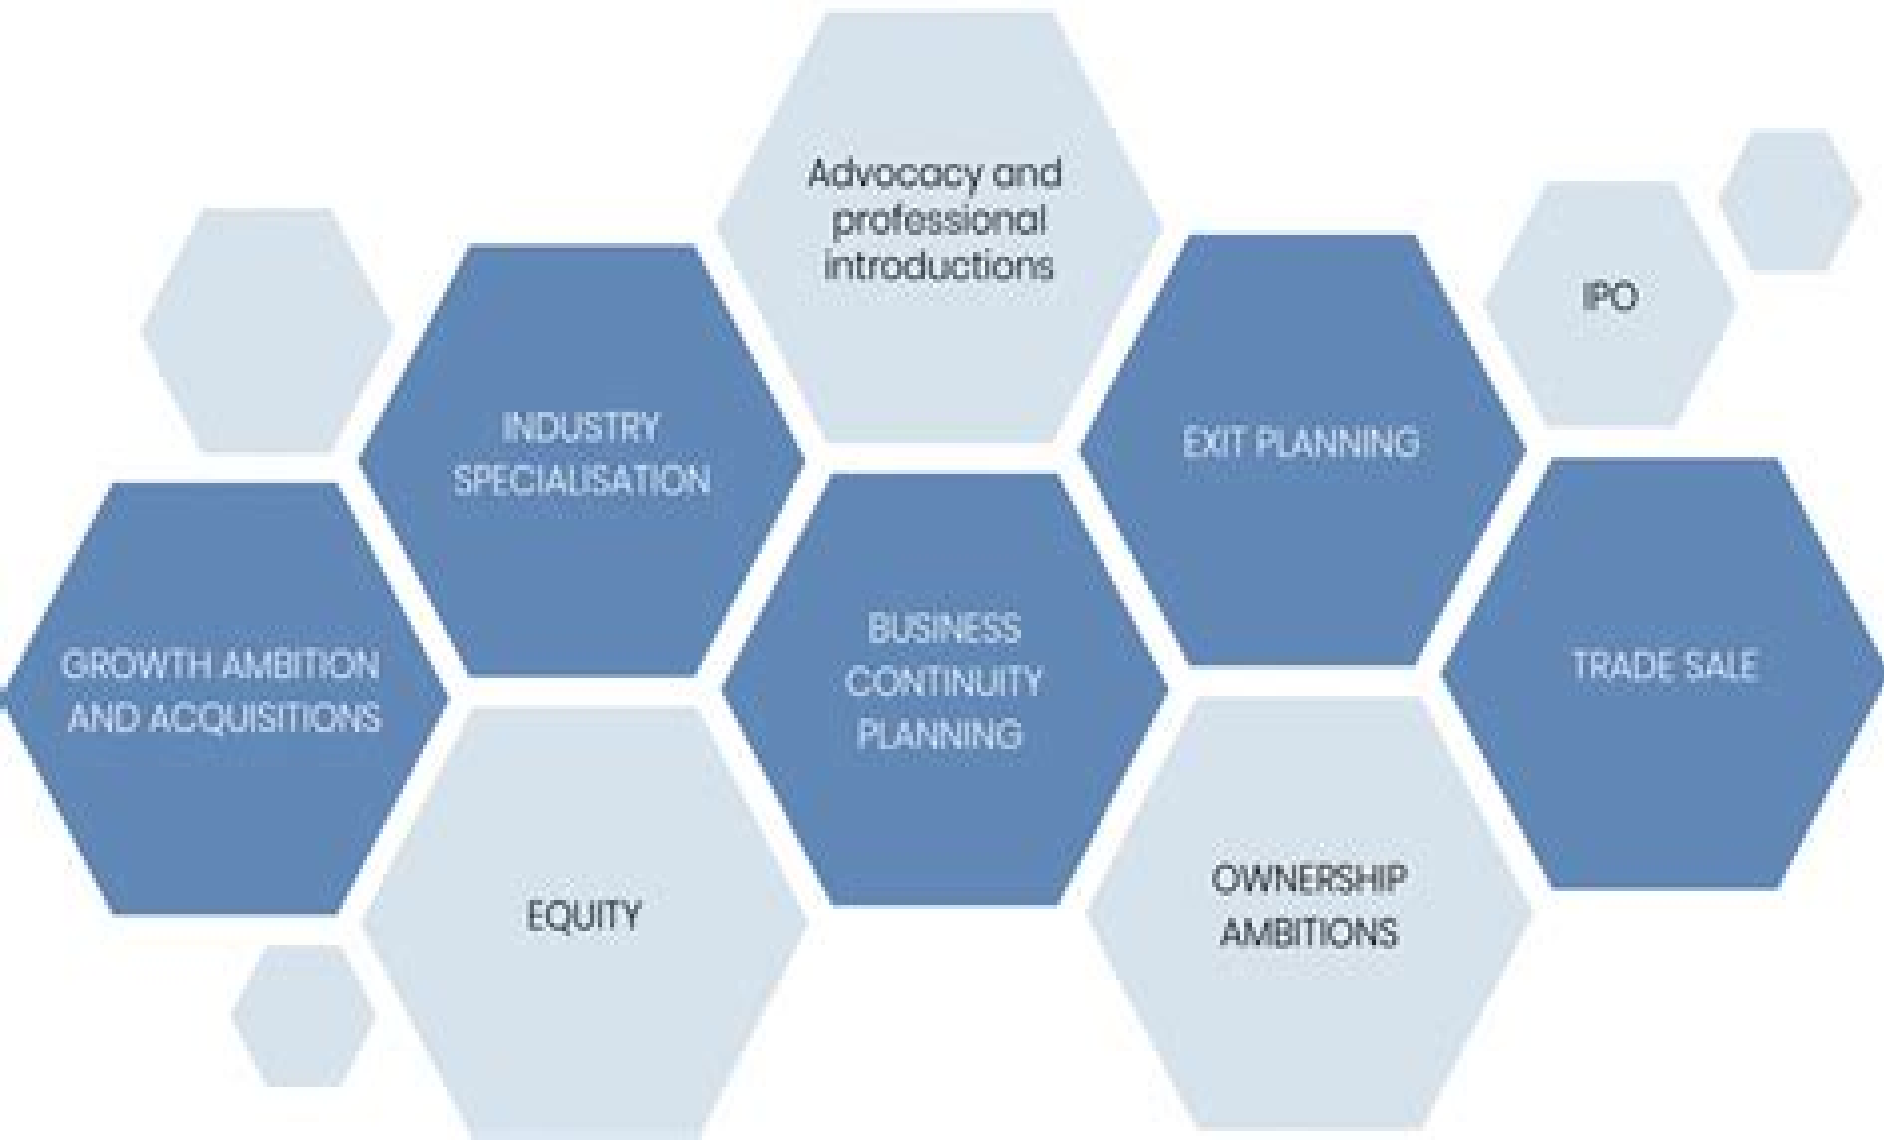 Advocacy and
professional
introductions
IPO
INDUSTRY
SPECIALISATION
EXIT PLANNING
GROWTH AMBITION
AND ACQUISITIONS
BUSINESS
CONTINUITY
PLANNING
TRADE SALE
EQUITY
OWNERSHIP
AMBITIONS